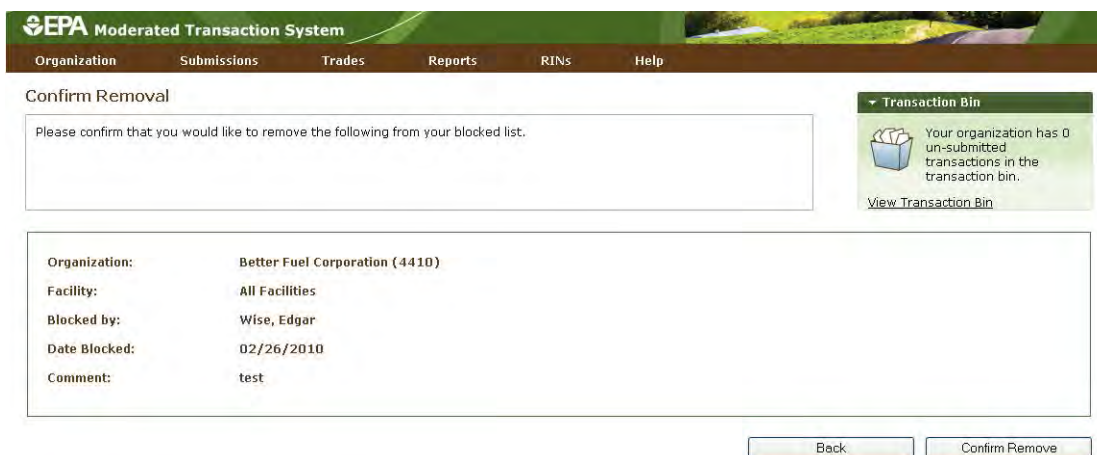 EPA Moderated Transaction System
Organization Submissions Trades Reports RINs Help
Confirm Removal
Please confirm that you would like to remove the following from your blocked list.
Transaction Bin
Your organization has 0
un-submitted
transactions in the
transaction bin.
View Transaction Bin
Organization: Better Fuel Corporation (4410)
Facility: All Facilities
Blocked by: Wise, Edgar
Date Blocked: 02/26/2010
Comment: test
Back Confirm Remove